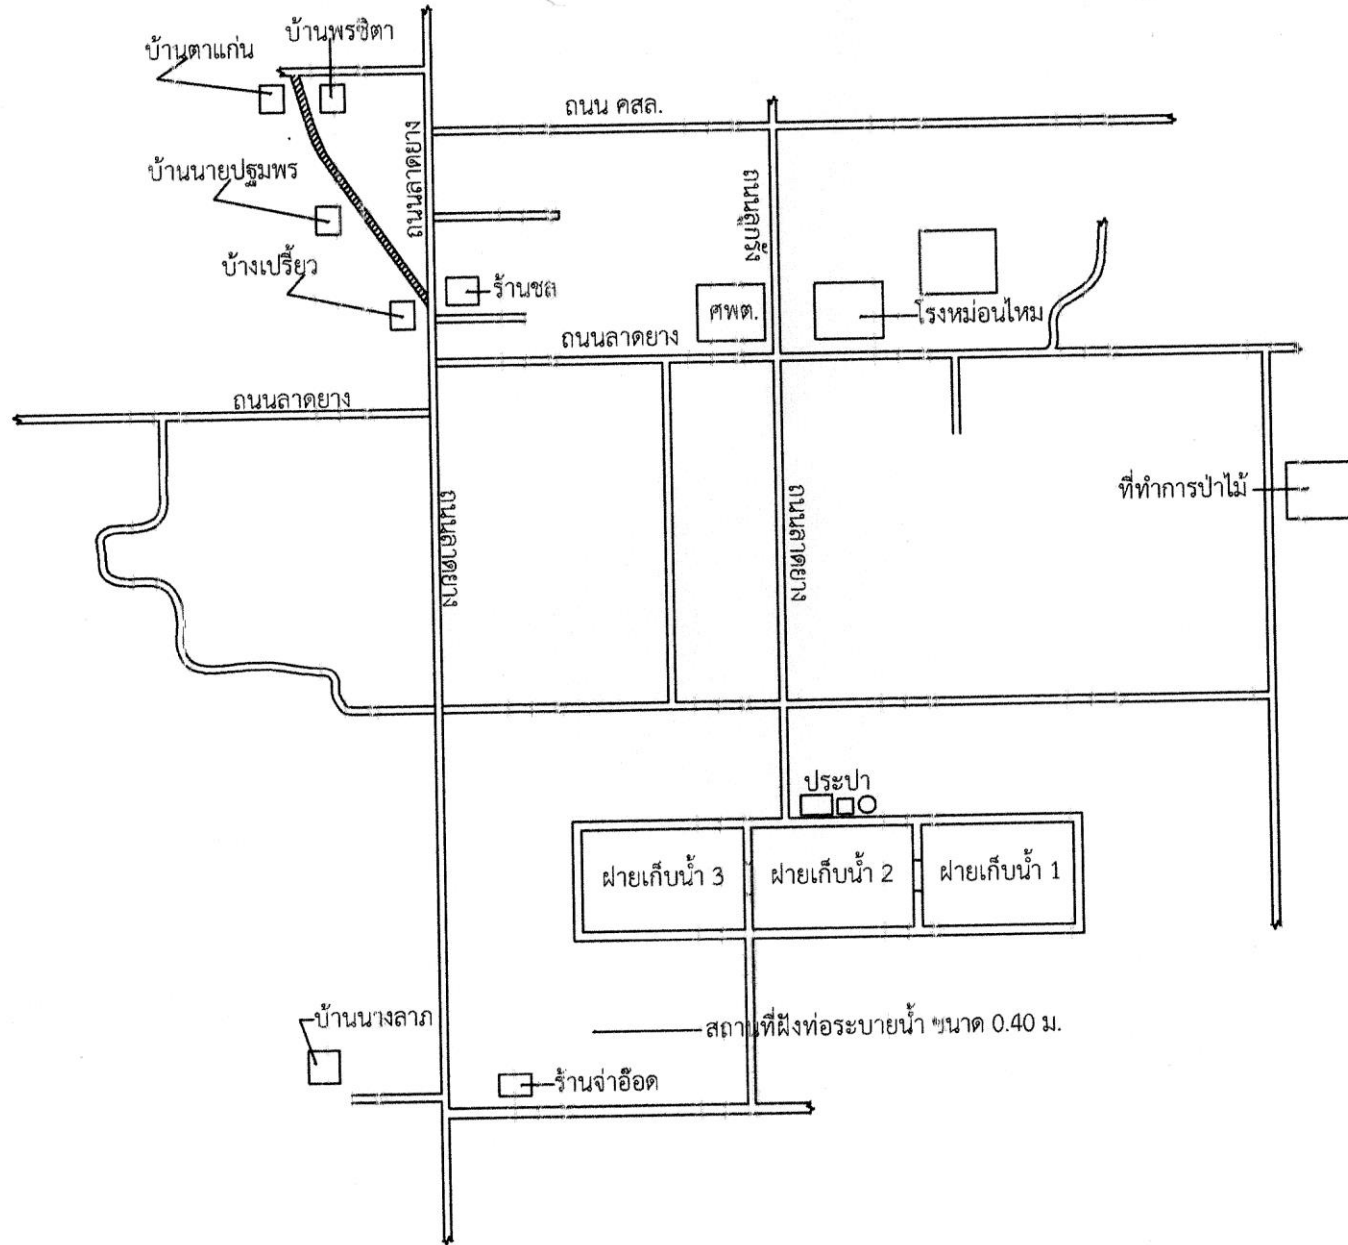 บ้านพรชิตา
บ้านตาแก่น
ถนน คสล.
บ้านนายปฐมพร
ถนนลาดยาง
ถนนลูกรัง
บ้างเปรี้ยว
ร้านชล
ศพต.
โรงหม่อนไหม
ถนนลาดยาง
ถนนลาดยาง
ที่ทำการป่าไม้
ถนนลาดยาง
ถนนลาดยาง
ประปา
ฝายเก็บน้ำ 3
ฝายเก็บน้ำ 2
ฝายเก็บน้ำ 1
บ้านนางลาภ
สถานที่ฝังท่อระบายน้ำ ขนาด 0.40 ม.
ร้านจ่าอ๊อด